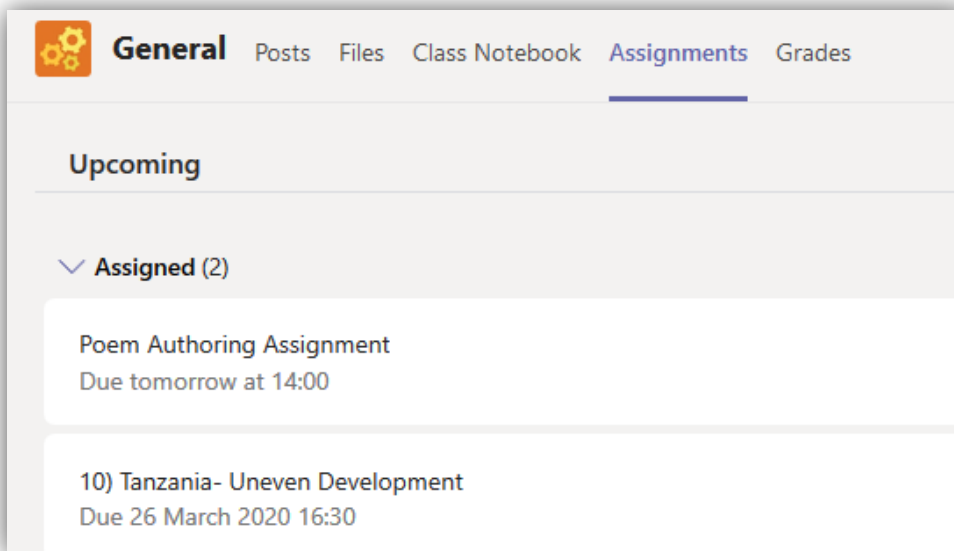 General Posts Files Class Notebook Assignments Grades
Upcoming
Assigned (2)
Poem Authoring Assignment
Due tomorrow at 14:00
10) Tanzania- Uneven Development
Due 26 March 2020 16:30